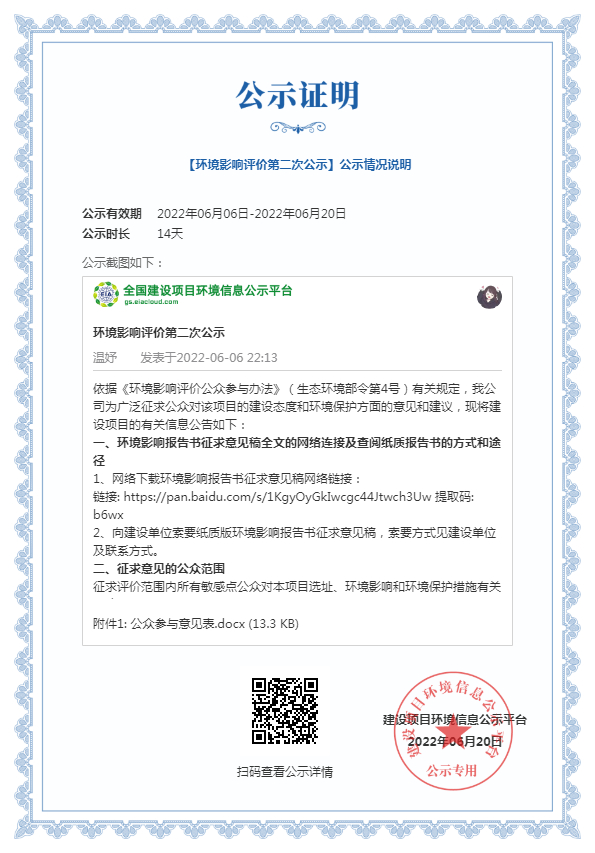 公示证明
【环境影响评价第二次公示】公示情况说明
公示有效期 2022年06月06日-2022年06月20日
公示时长 14天
公示截图如下：
EIA 全国建设项目环境信息公示平台
gs.eiacloud.com
环境影响评价第二次公示
温妤 发表于2022-06-06 22:13
依据《环境影响评价公众参与办法》（生态环境部令第4号）有关规定，我公
司为广泛征求公众对该项目的建设态度和环境保护方面的意见和建议，现将建
设项目的有关信息公告如下：
一、环境影响报告书征求意见稿全文的网络连接及查阅纸质报告书的方式和途
径
1、网络下载环境影响报告书征求意见稿网络链接：
链接: https://pan.baidu.com/s/1KgyOyGkIwcgc44Jtwch3Uw 提取码:
b6wx
2、向建设单位索要纸质版环境影响报告书征求意见稿，索要方式见建设单位
及联系方式。
二、征求意见的公众范围
征求评价范围内所有敏感点公众对本项目选址、环境影响和环境保护措施有关
附件1: 公众参与意见表.docx (13.3 KB)
扫码查看公示详情
建设项目环境信息公示平台
2022年06月20日
建设项目环境信息公示平台
公示专用